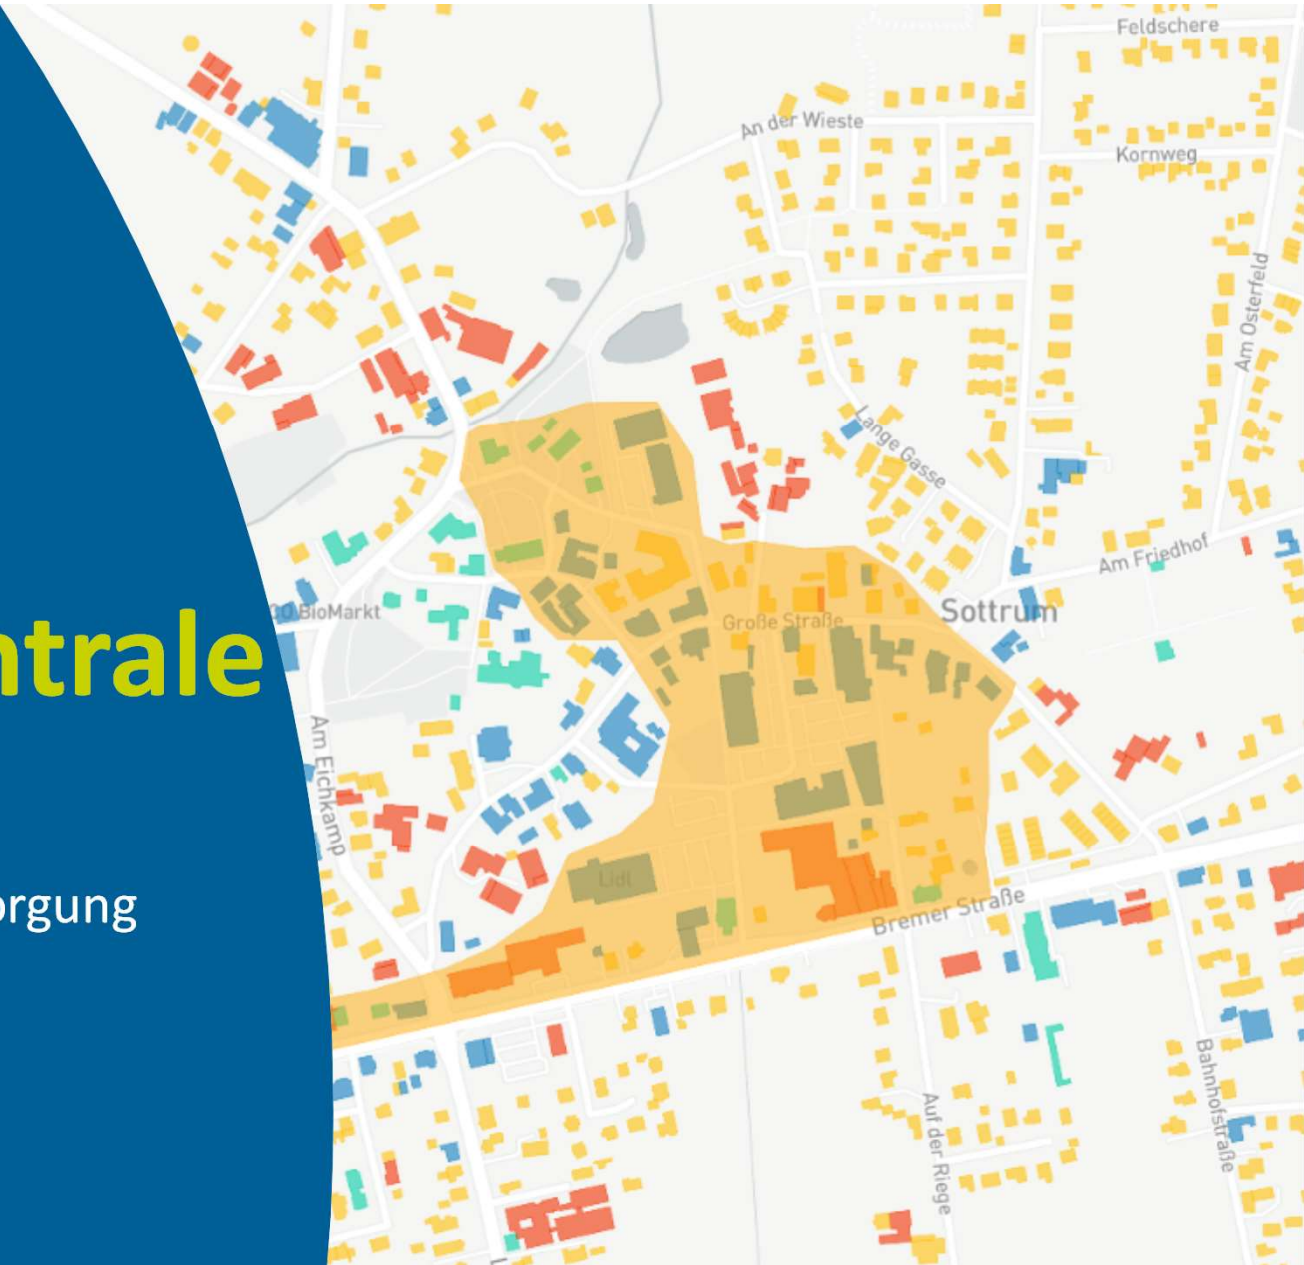 Feldschere
An der Wieste
Kornweg
Am Osterfeld
Lange Gasse
Am Friedhof
BioMarkt
Große Straße
Sottrum
ntrale
Am Eichkamp
Lidl
orgung
Bremer Straße
Auf der Riege
Bahnhofstraße